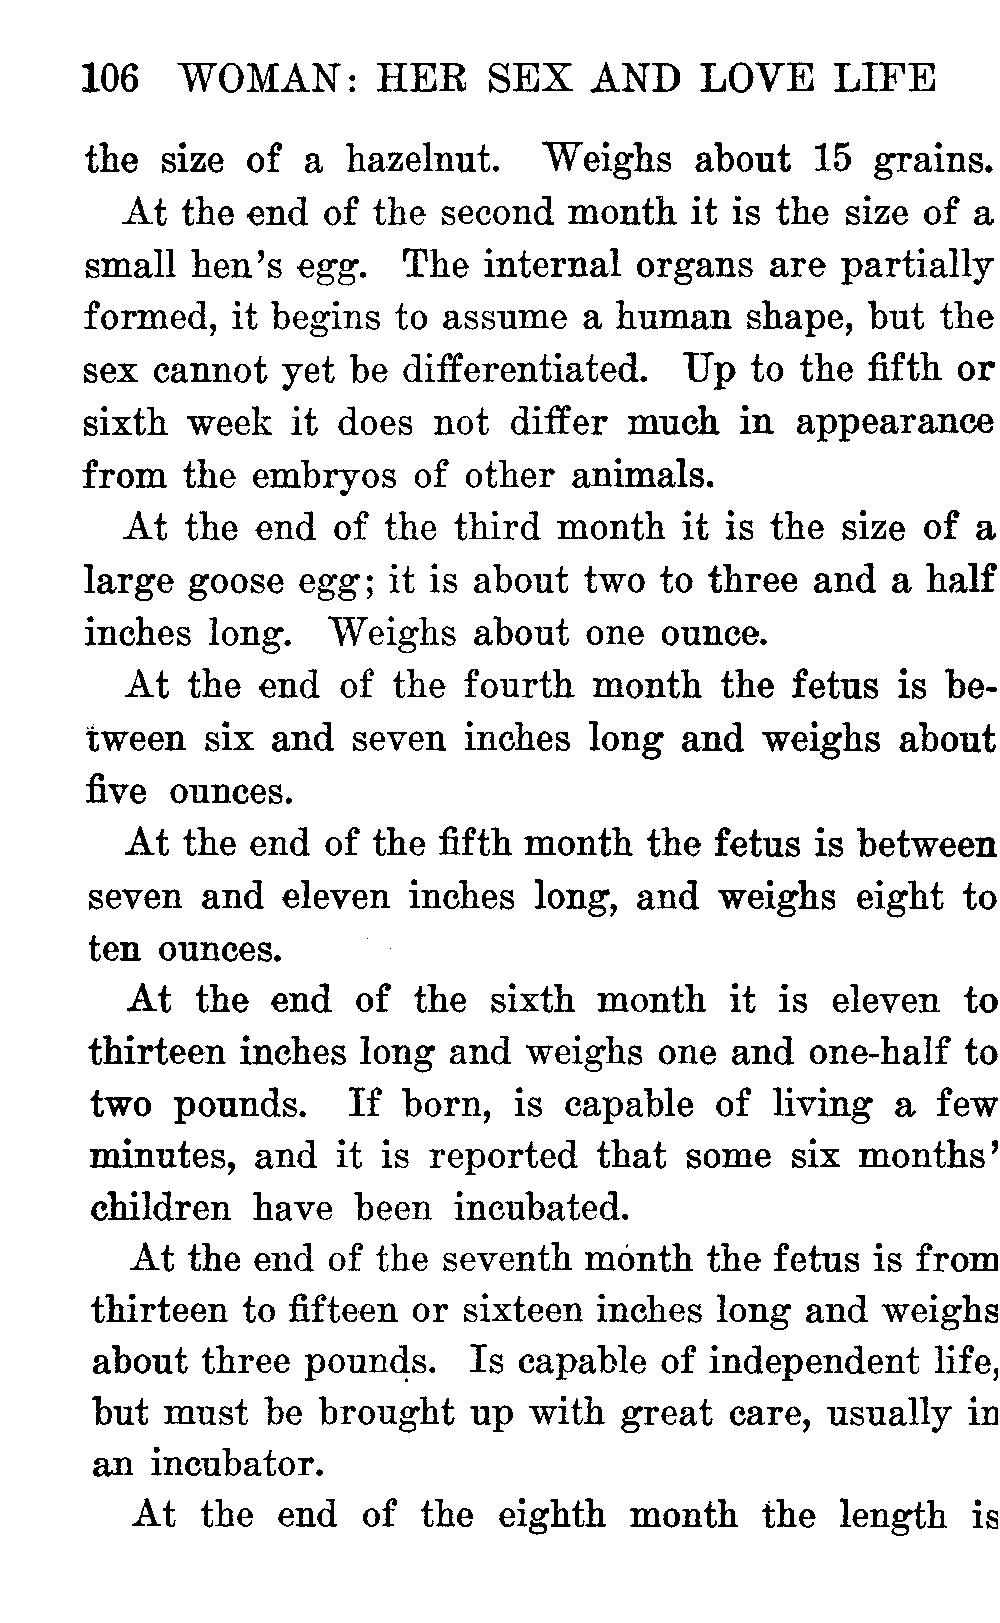 106 WOMAN: HER SEX AND LOVE LIFE
the size of a hazelnut. Weighs about 15 grains.
At the end of the second month it is the size of a
small hen's egg. The internal organs are partially
formed, it begins to assume a human shape, but the
sex cannot yet be differentiated. Up to the fifth or
sixth week it does not differ much in appearance
from the embryos of other animals.
At the end of the third month it is the size of a
large goose egg; it is about two to three and a half
inches long. Weighs about one ounce.
At the end of the fourth month the fetus is be-
tween six and seven inches long and weighs about
five ounces.
At the end of the fifth month the fetus is between
seven and eleven inches long, and weighs eight to
ten ounces.
At the end of the sixth month it is eleven to
thirteen inches long and weighs one and one-half to
two pounds. If born, is capable of living a few
minutes, and it is reported that some six months'
children have been incubated.
At the end of the seventh month the fetus is from
thirteen to fifteen or sixteen inches long and weighs
about three pounds. Is capable of independent life,
but must be brought up with great care, usually in
an incubator.
At the end of the eighth month the length is